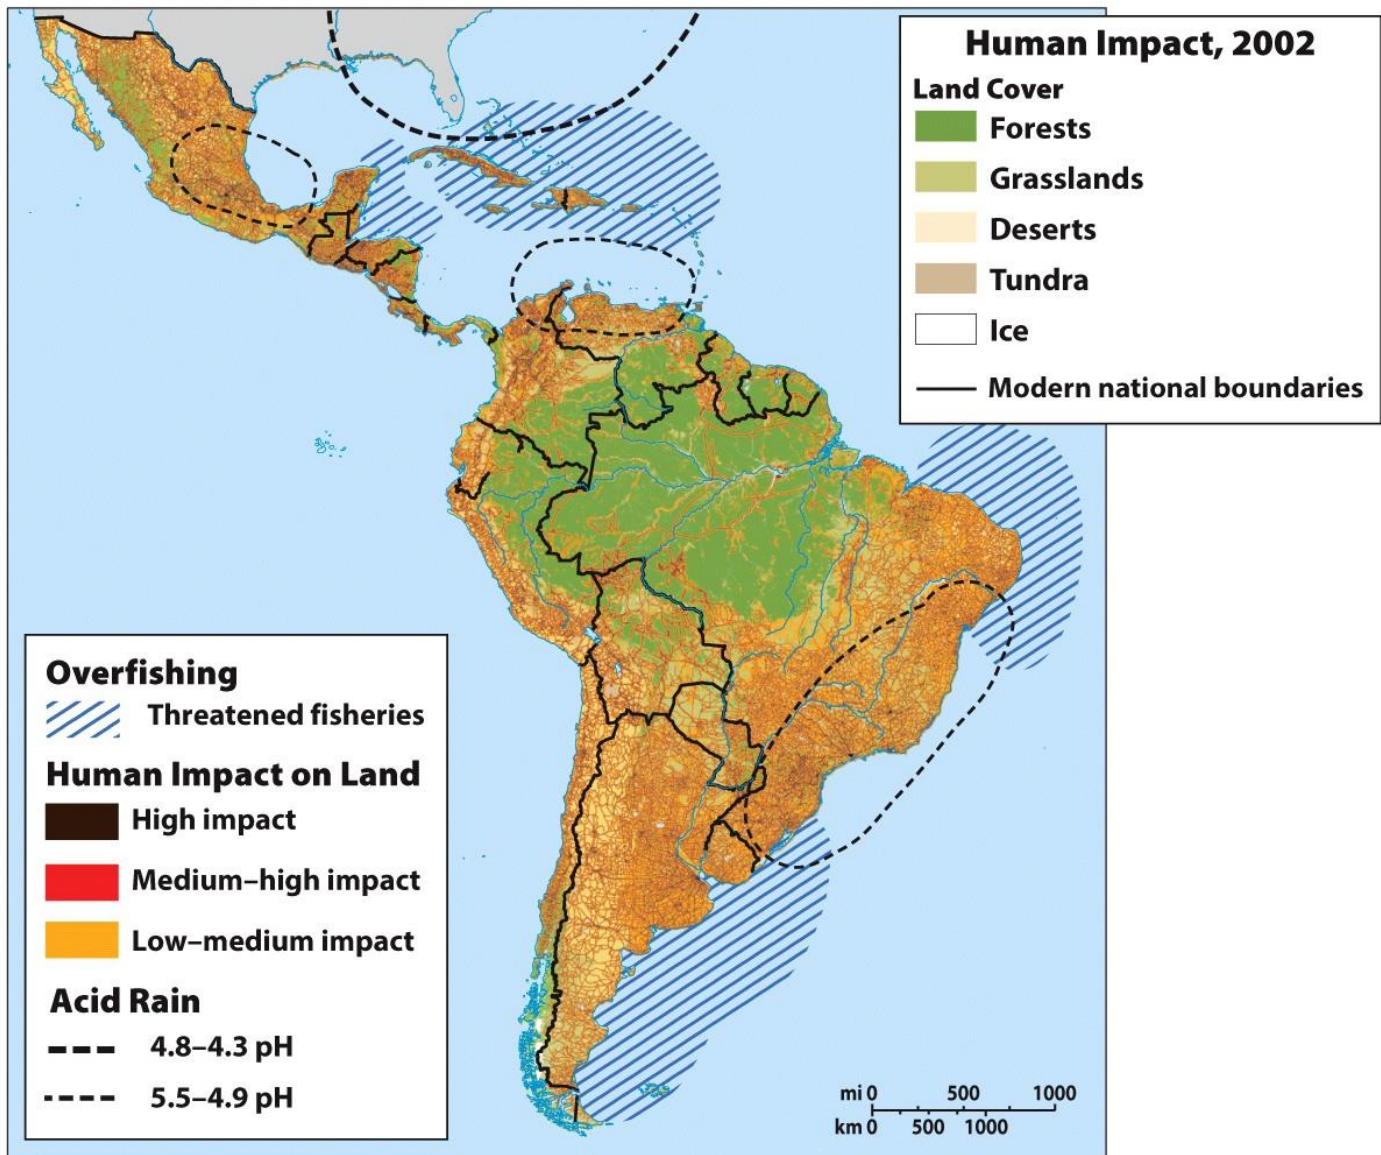 Human Impact, 2002
Land Cover
Forests
Grasslands
Deserts
Tundra
Ice
Modern national boundaries
Overfishing
Threatened fisheries
Human Impact on Land
High impact
Medium–high impact
Low–medium impact
Acid Rain
4.8–4.3 pH
5.5–4.9 pH
mi 0 500 1000
km 0 500 1000